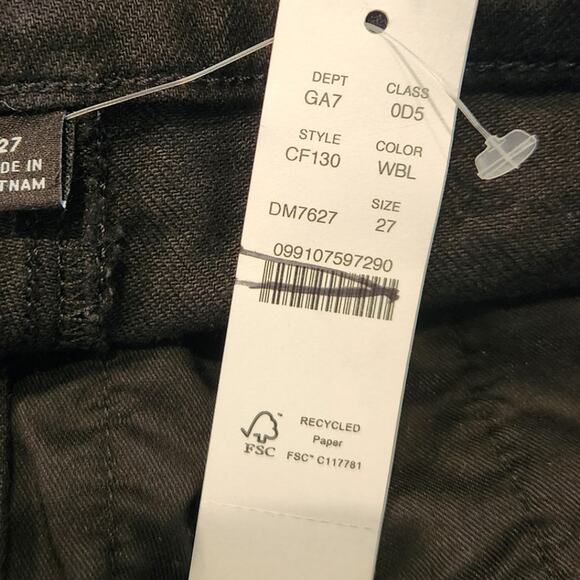 27
DE IN
TNAM
DEPT CLASS
GA7 0D5
STYLE COLOR
CF130 WBL
DM7627 SIZE
27
099107597290
FSC™
RECYCLED
Paper
FSC™ C117781